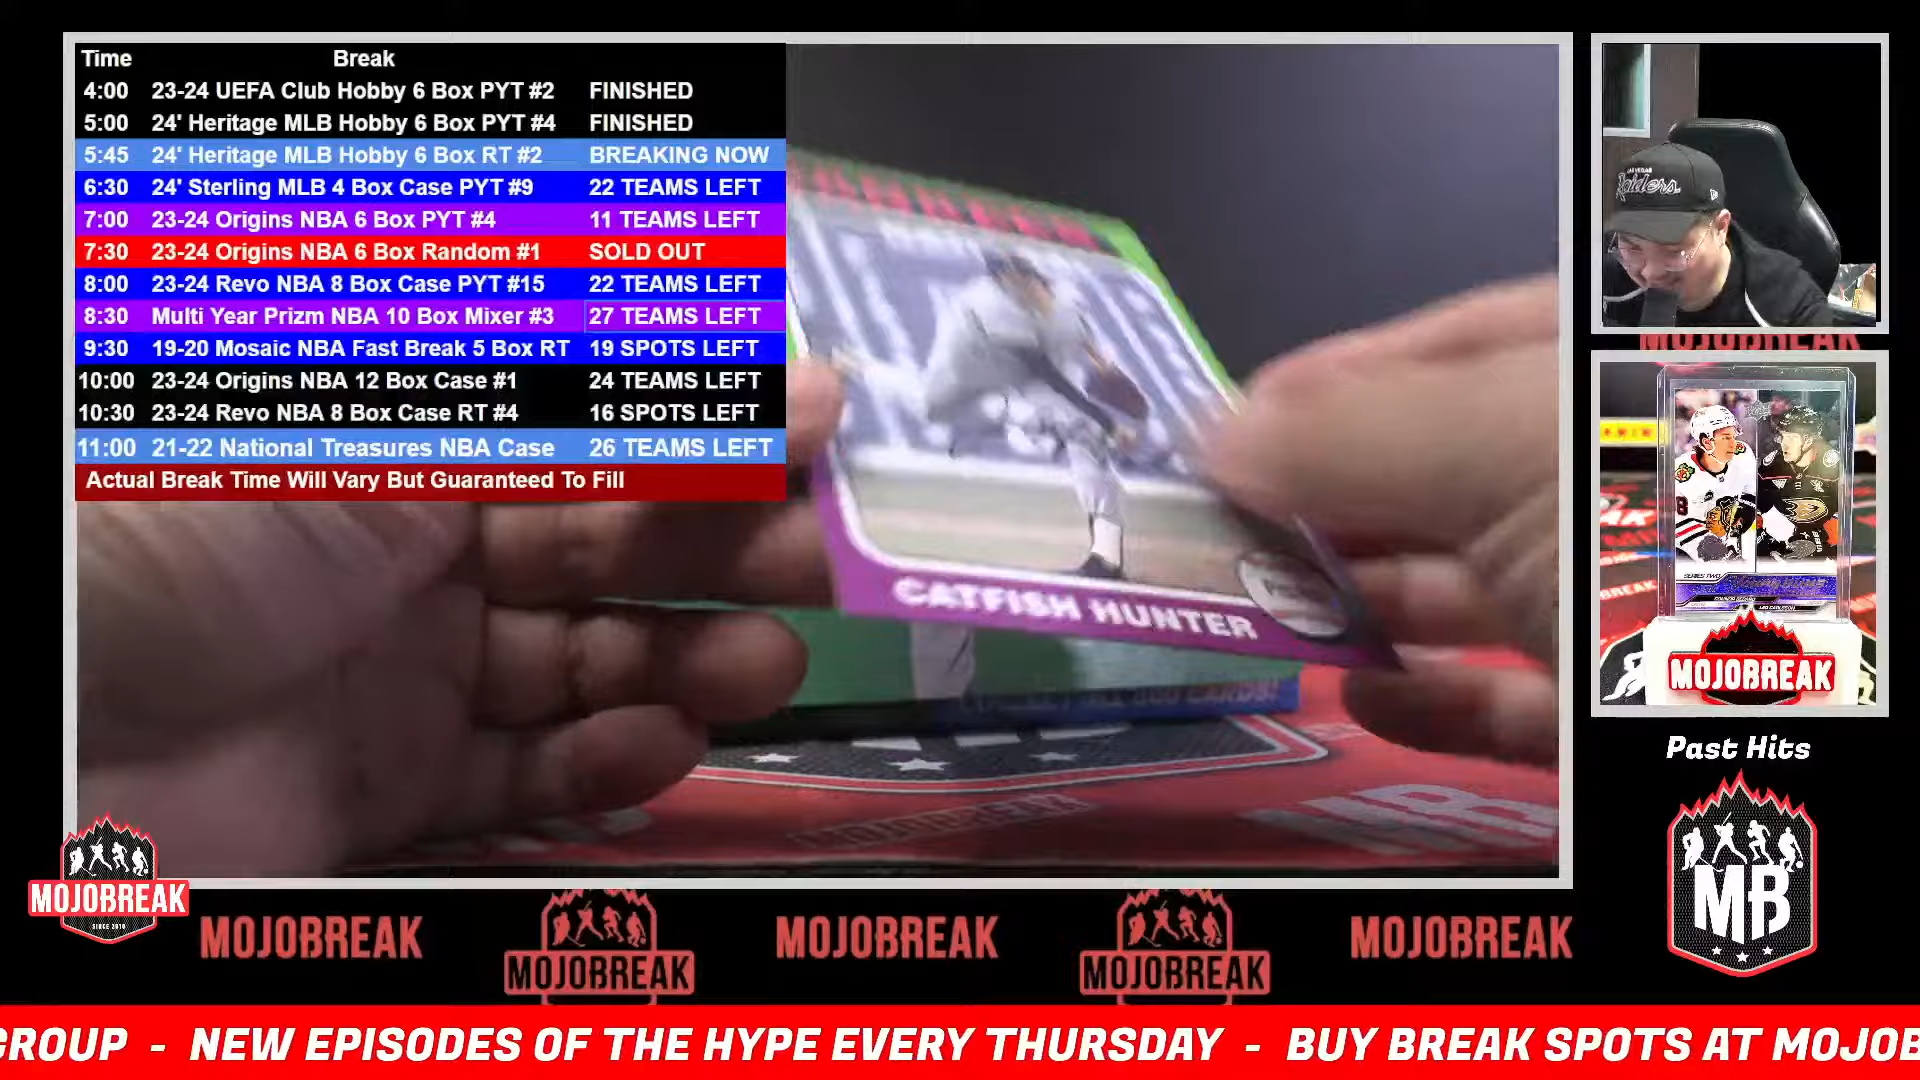 Time Break
4:00 23-24 UEFA Club Hobby 6 Box PYT #2 FINISHED
5:00 24' Heritage MLB Hobby 6 Box PYT #4 FINISHED
5:45 24' Heritage MLB Hobby 6 Box RT #2 BREAKING NOW
6:30 24' Sterling MLB 4 Box Case PYT #9 22 TEAMS LEFT
7:00 23-24 Origins NBA 6 Box PYT #4 11 TEAMS LEFT
7:30 23-24 Origins NBA 6 Box Random #1 SOLD OUT
8:00 23-24 Revo NBA 8 Box Case PYT #15 22 TEAMS LEFT
8:30 Multi Year Prizm NBA 10 Box Mixer #3 27 TEAMS LEFT
9:30 19-20 Mosaic NBA Fast Break 5 Box RT 19 SPOTS LEFT
10:00 23-24 Origins NBA 12 Box Case #1 24 TEAMS LEFT
10:30 23-24 Revo NBA 8 Box Case RT #4 16 SPOTS LEFT
11:00 21-22 National Treasures NBA Case 26 TEAMS LEFT
Actual Break Time Will Vary But Guaranteed To Fill
CATFISH HUNTER
CARDS!
Raiders
MOJOBREAK
SERIES TWO
MOJOBREAK
Past Hits
MB
MOJOBREAK
SINCE 2010
MOJOBREAK
MOJOBREAK
MOJOBREAK
MOJOBREAK
MOJOBREAK
GROUP - NEW EPISODES OF THE HYPE EVERY THURSDAY - BUY BREAK SPOTS AT MOJOB